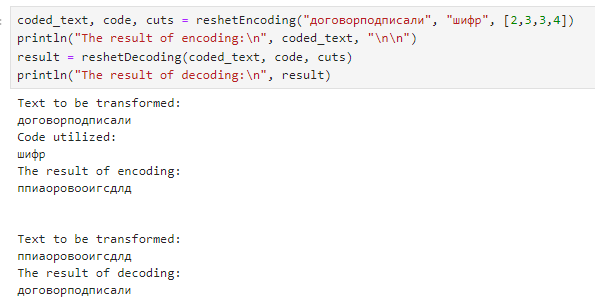 coded_text, code, cuts = reshetEncoding("договорподписали", "шифр", [2,3,3,4])
println("The result of encoding:\n", coded_text, "\n\n")
result = reshetDecoding(coded_text, code, cuts)
println("The result of decoding:\n", result)
Text to be transformed:
договорподписали
Code utilized:
шифр
The result of encoding:
ппиаоровооигсдлд
Text to be transformed:
ппиаоровооигсдлд
The result of decoding:
договорподписали